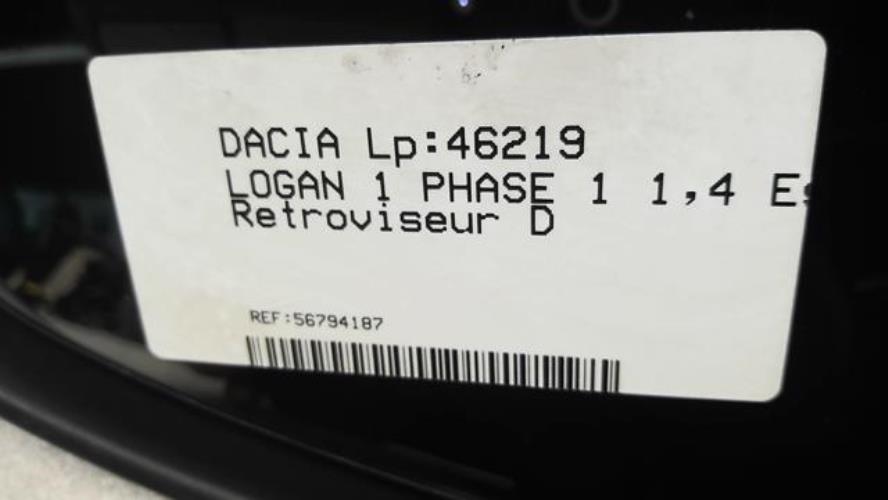 DACIA Lp:46219
LOGAN 1 PHASE 1 1,4
Retroviseur D
REF:56794187